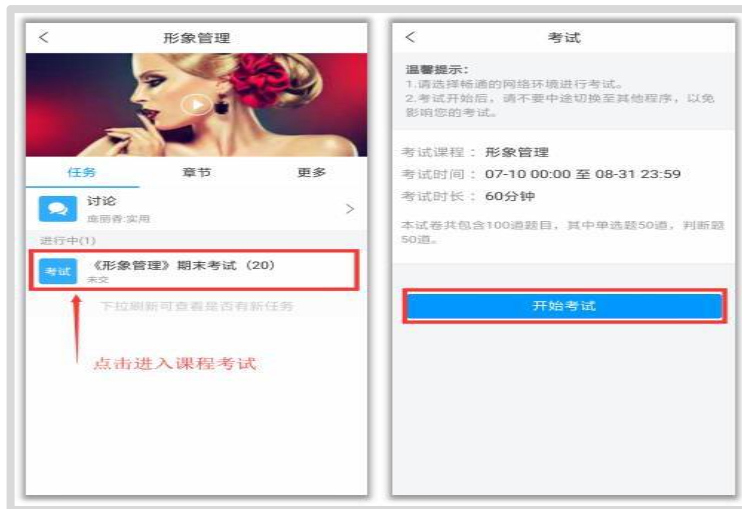 形象管理
任务 章节 更多
讨论
庞丽香:实用
进行中(1)
考试
《形象管理》期末考试（20）
未交
下拉刷新可查看是否有新任务
点击进入课程考试
考试
温馨提示：
1.请选择畅通的网络环境进行考试。
2.考试开始后，请不要中途切换至其他程序，以免
影响您的考试。
考试课程：形象管理
考试时间：07-10 00:00 至 08-31 23:59
考试时长：60分钟
本试卷共包含100道题目，其中单选题50道，判断题
50道。
开始考试